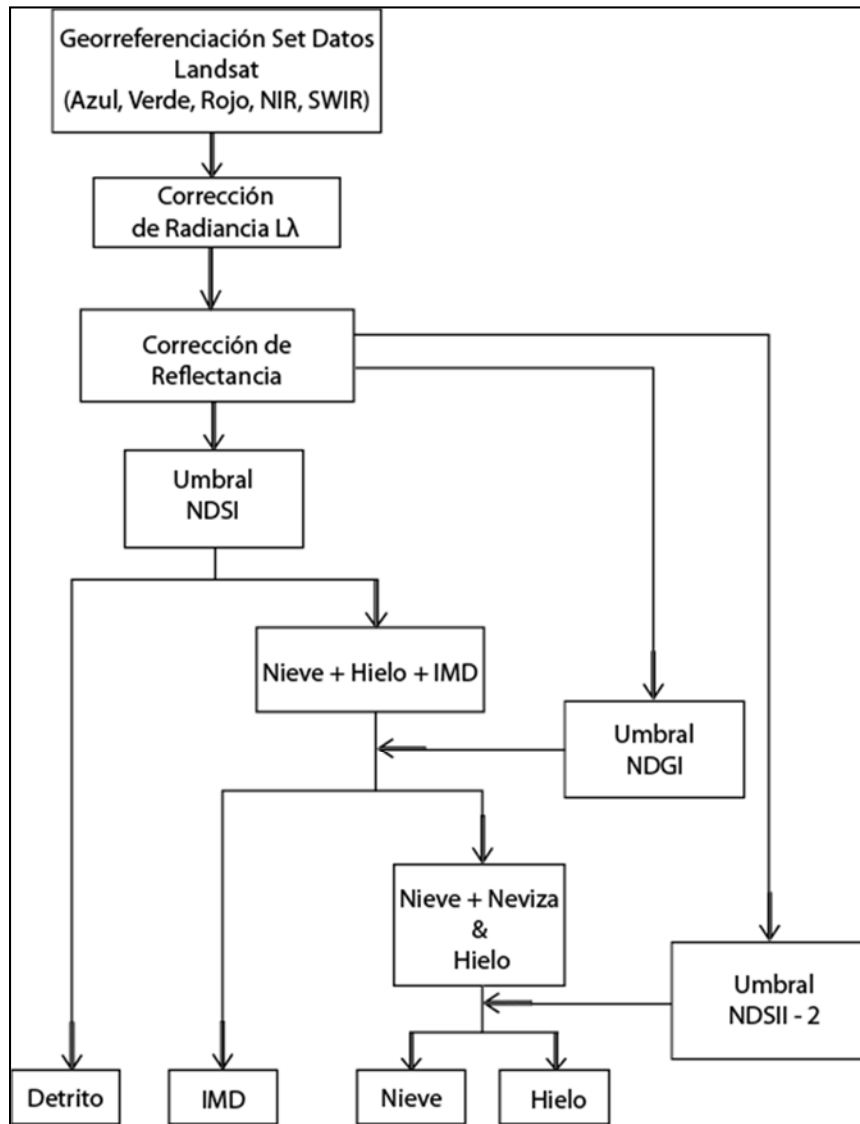 Georreferenciación Set Datos
Landsat
(Azul, Verde, Rojo, NIR, SWIR)
Corrección
de Radiancia Lλ
Corrección de
Reflectancia
Umbral
NDSI
Nieve + Hielo + IMD
Umbral
NDGI
Nieve + Neviza
&
Hielo
Umbral
NDSII - 2
Detrito
IMD
Nieve
Hielo